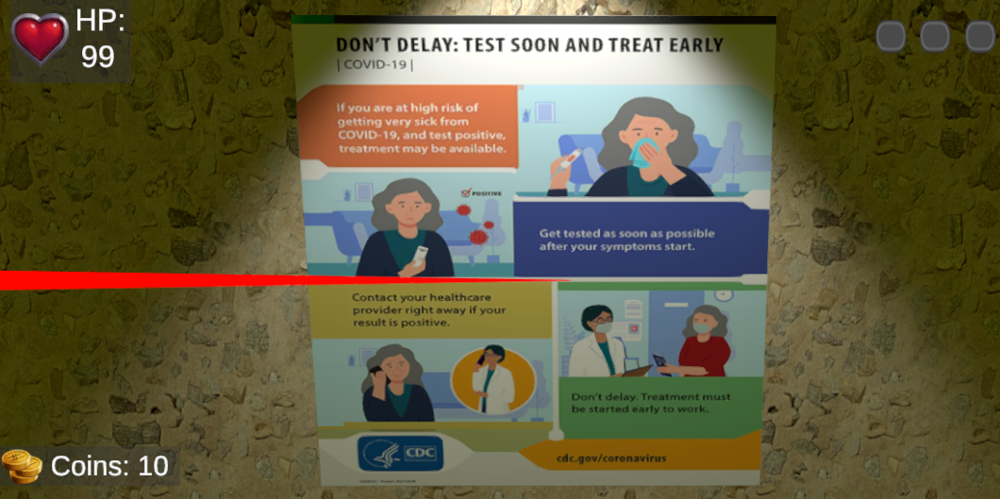 HP:
99
DON'T DELAY: TEST SOON AND TREAT EARLY
| COVID-19 |
If you are at high risk of
getting very sick from
COVID-19, and test positive,
treatment may be available.
POSITIVE
Get tested as soon as possible
after your symptoms start.
Contact your healthcare
provider right away if your
result is positive.
Don't delay. Treatment must
be started early to work.
CDC
cdc.gov/coronavirus
Coins: 10